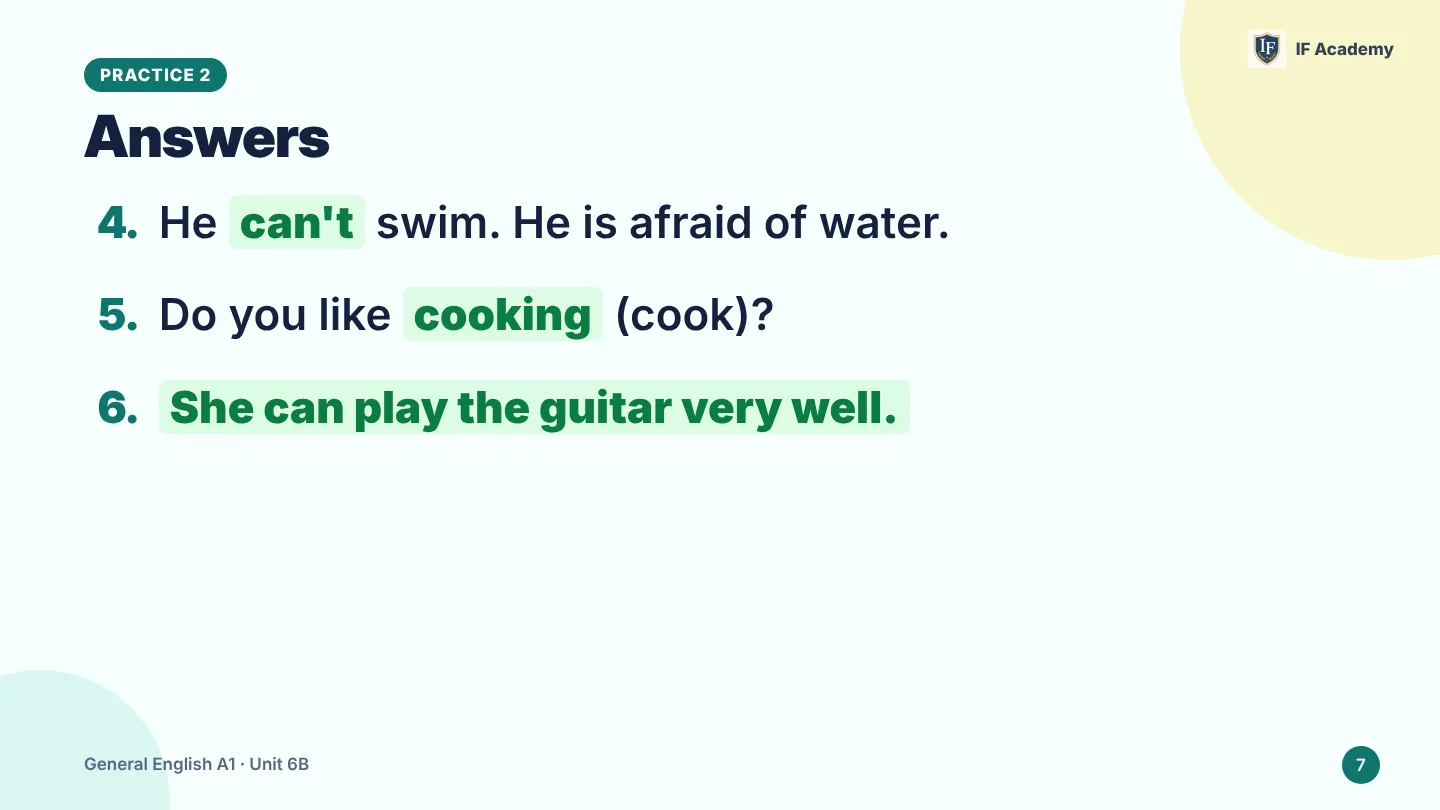 PRACTICE 2
IF IF Academy
Answers
4. He can't swim. He is afraid of water.
5. Do you like cooking (cook)?
6. She can play the guitar very well.
General English A1 · Unit 6B
7